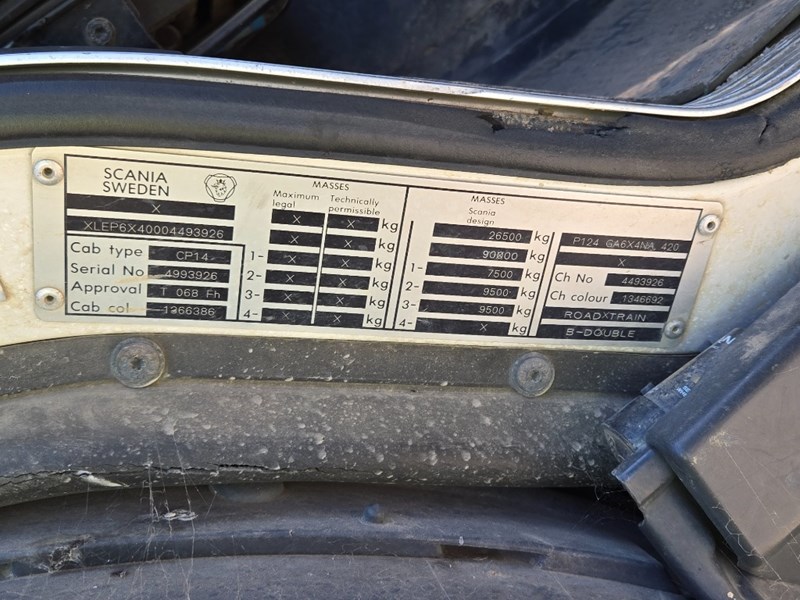 SCANIA
SWEDEN
X
XLEP6X40004493926
Cab type CP14
Serial No 4993926
Approval T 068 Fh
Cab col 1366386
MASSES
Maximum legal Technically permissible
X X kg
X X kg
1- X X kg
2- X X kg
3- X X kg
4- X X kg
MASSES
Scania design
26500 kg
90800 kg
1- 7500 kg
2- 9500 kg
3- 9500 kg
4- X kg
P124 GA6X4NA 420
X
Ch No 4493926
Ch colour 1346692
ROADXTRAIN
B-DOUBLE